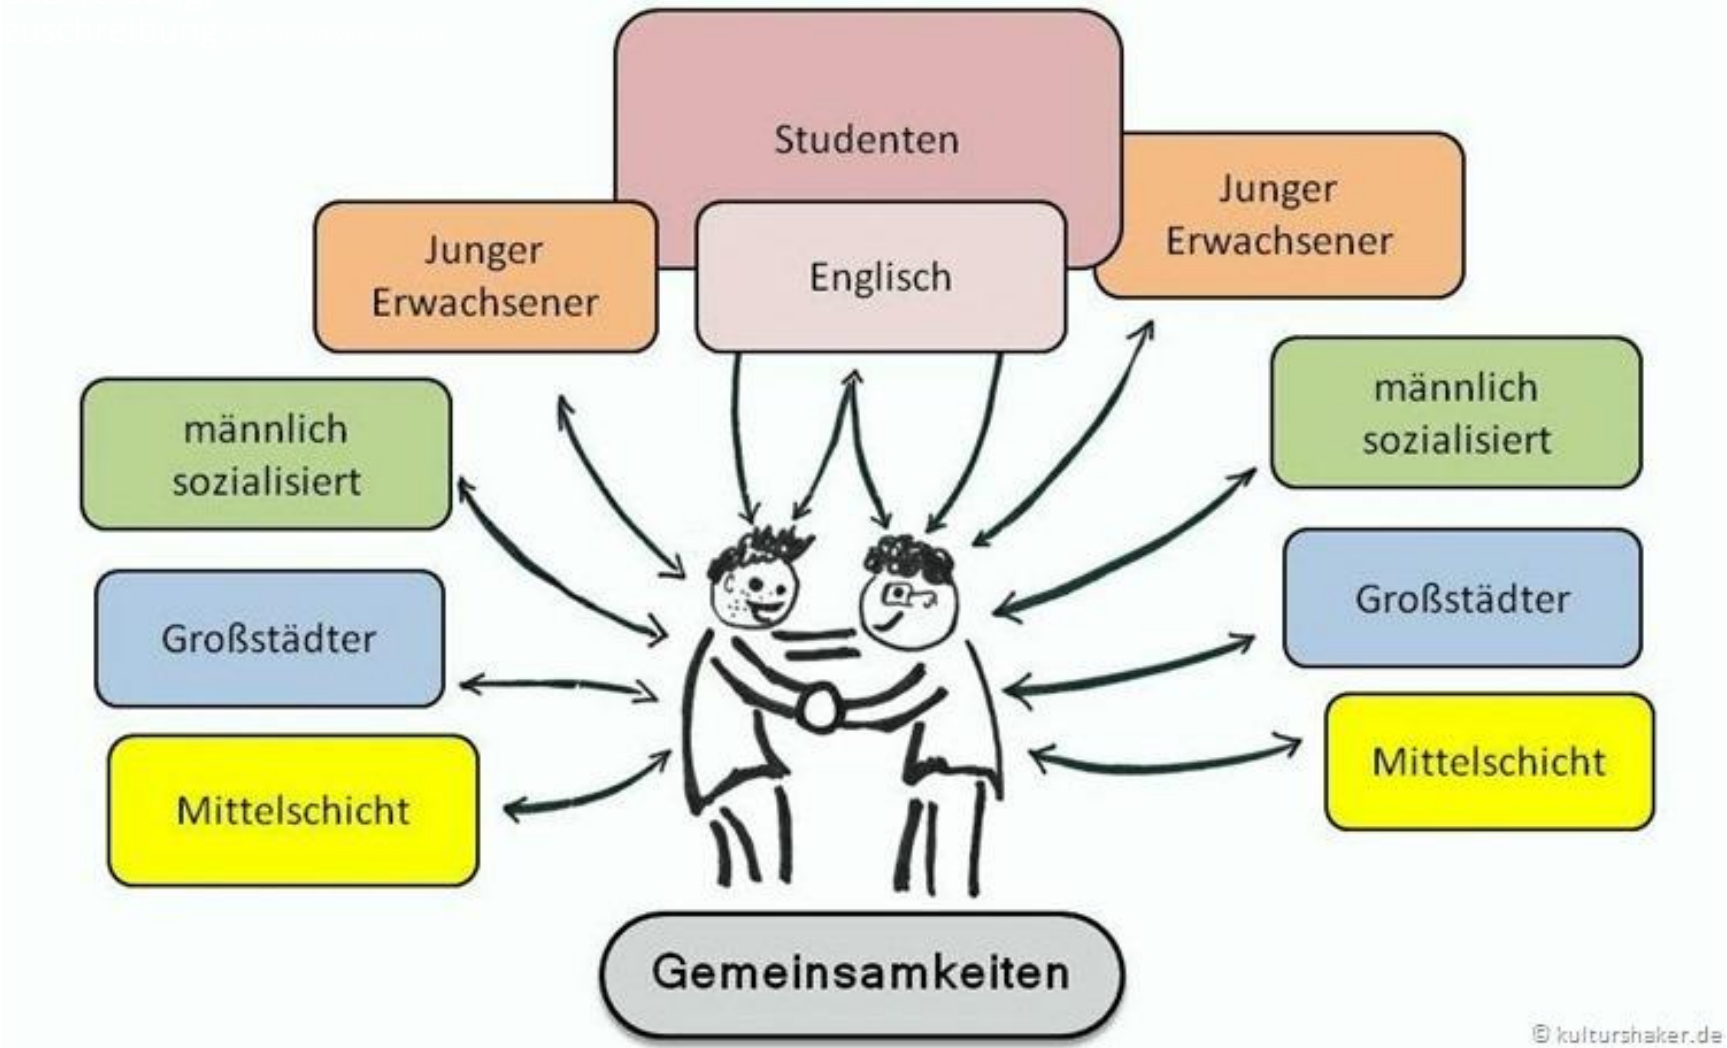 Studenten
Junger
Erwachsener
Junger
Erwachsener
Englisch
männlich
sozialisiert
männlich
sozialisiert
Großstädter
Großstädter
Mittelschicht
Mittelschicht
Gemeinsamkeiten
© kulturshaker.de